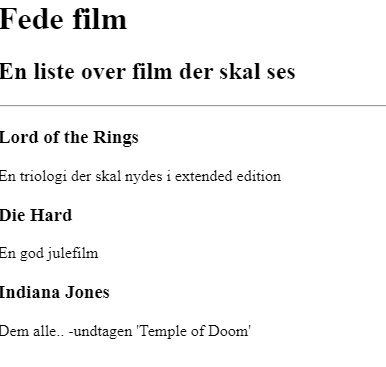 Fede film
En liste over film der skal ses
Lord of the Rings
En triologi der skal nydes i extended edition
Die Hard
En god julefilm
Indiana Jones
Dem alle.. -undtagen 'Temple of Doom'